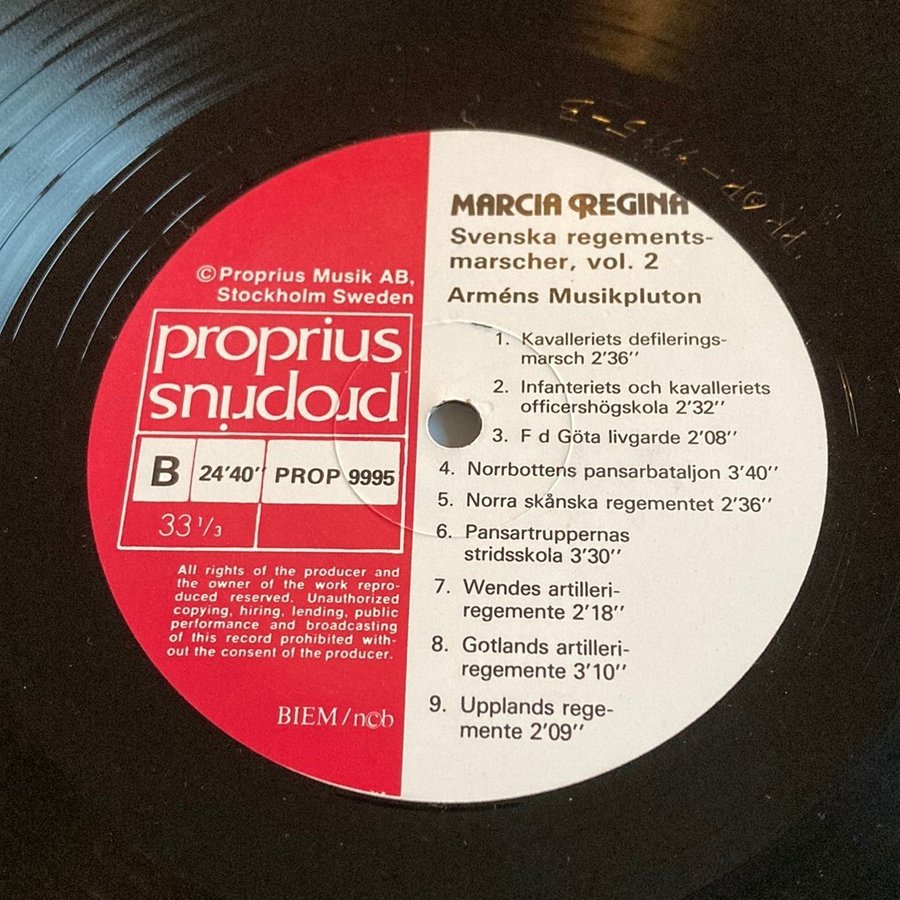 MARCIA REGINA
Svenska regements-
marscher, vol. 2
Arméns Musikpluton
1. Kavalleriets defilerings-
marsch 2'36''
2. Infanteriets och kavalleriets
officershögskola 2'32''
3. F d Göta livgarde 2'08''
4. Norrbottens pansarbataljon 3'40''
5. Norra skånska regementet 2'36''
6. Pansartruppernas
stridsskola 3'30''
7. Wendes artilleri-
regemente 2'18''
8. Gotlands artilleri-
regemente 3'10''
9. Upplands rege-
mente 2'09''
©Proprius Musik AB,
Stockholm Sweden
proprius
proprius
B 24'40'' PROP 9995
33 1/3
All rights of the producer and
the owner of the work repro-
duced reserved. Unauthorized
copying, hiring, lending, public
performance and broadcasting
of this record prohibited with-
out the consent of the producer.
BIEM/ncb